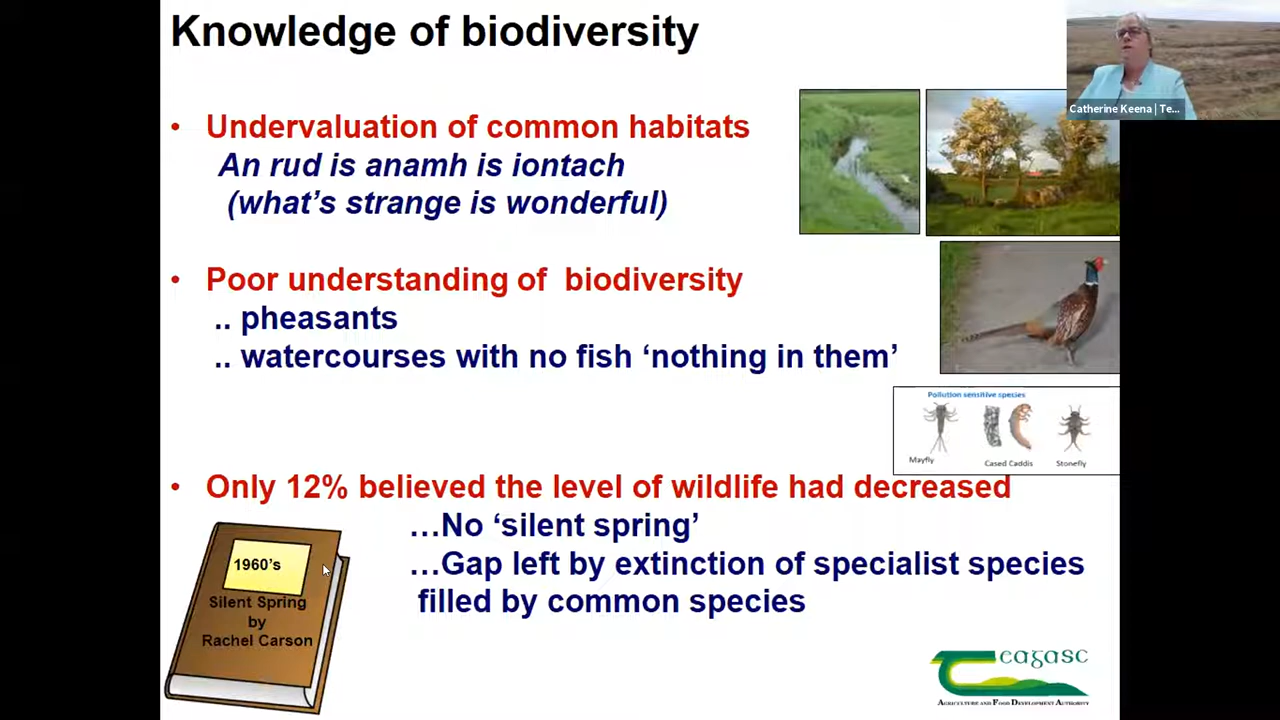 Knowledge of biodiversity
Catherine Keena | Te...
• Undervaluation of common habitats
An rud is anamh is iontach
(what's strange is wonderful)
• Poor understanding of biodiversity
.. pheasants
.. watercourses with no fish ‘nothing in them’
Pollution sensitive species
Mayfly
Cased Caddis
Stonefly
• Only 12% believed the level of wildlife had decreased
…No ‘silent spring’
…Gap left by extinction of specialist species
filled by common species
1960’s
Silent Spring
by
Rachel Carson
Teagasc
AGRICULTURE AND FOOD DEVELOPMENT AUTHORITY